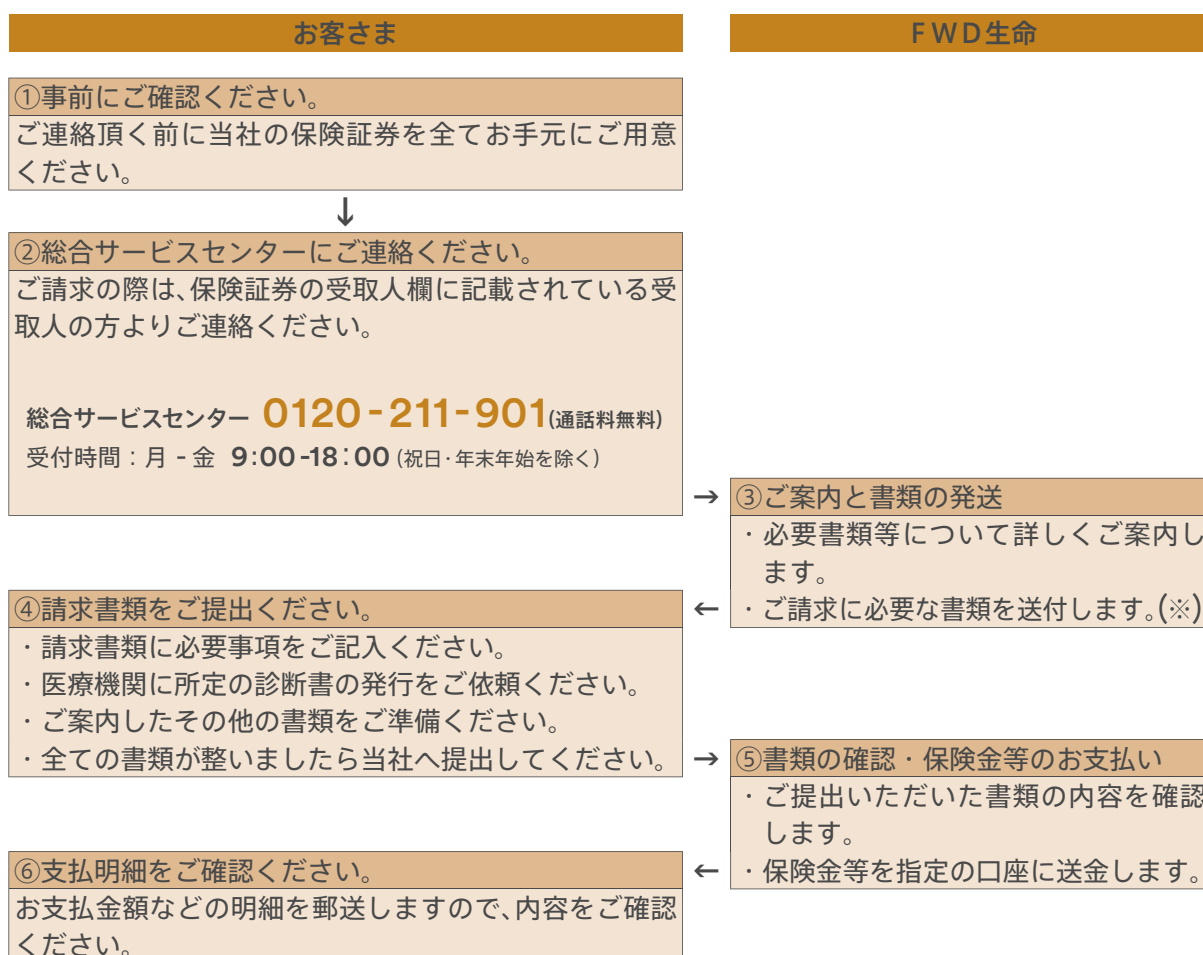 お客さま
FWD生命
①事前にご確認ください。
ご連絡頂く前に当社の保険証券を全てお手元にご用意
ください。
↓
②総合サービスセンターにご連絡ください。
ご請求の際は、保険証券の受取人欄に記載されている受
取人の方よりご連絡ください。
総合サービスセンター 0120-211-901(通話料無料)
受付時間：月-金 9:00-18:00 (祝日・年末年始を除く)
→
③ご案内と書類の発送
・必要書類等について詳しくご案内し
ます。
・ご請求に必要な書類を送付します。(※)
←
④請求書類をご提出ください。
・請求書類に必要事項をご記入ください。
・医療機関に所定の診断書の発行をご依頼ください。
・ご案内したその他の書類をご準備ください。
・全ての書類が整いましたら当社へ提出してください。
→
⑤書類の確認・保険金等のお支払い
・ご提出いただいた書類の内容を確認
します。
・保険金等を指定の口座に送金します。
←
⑥支払明細をご確認ください。
お支払金額などの明細を郵送しますので、内容をご確認
ください。